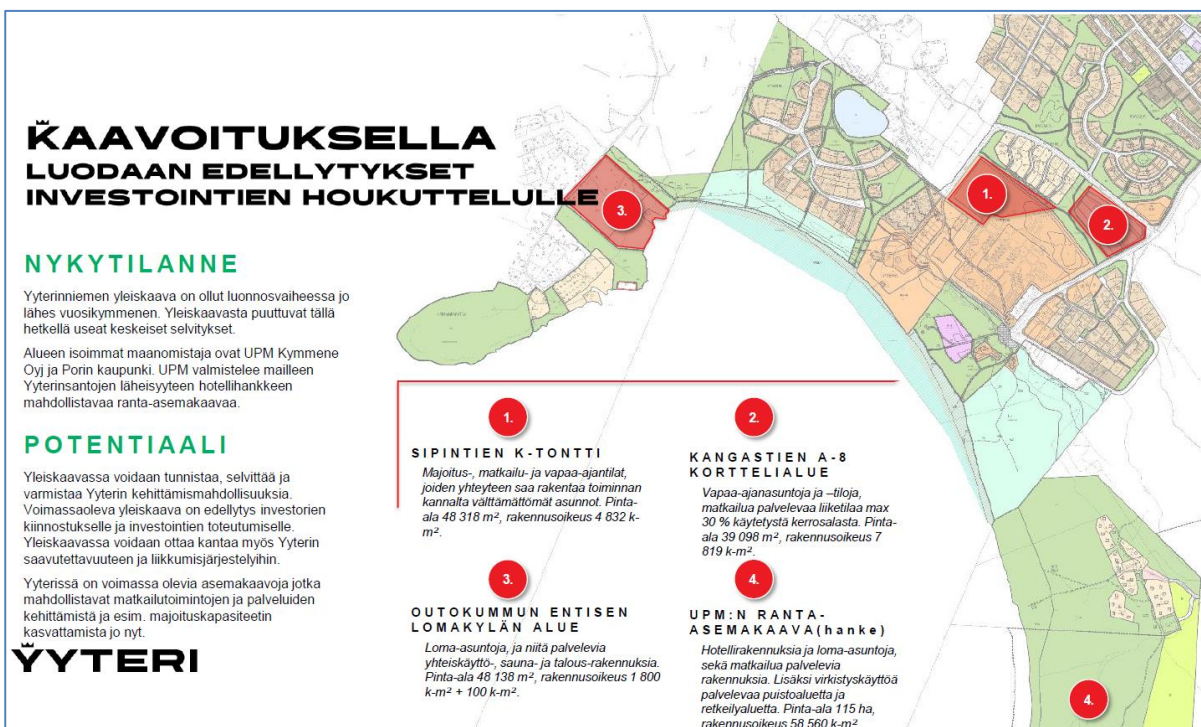 KAAVOITUKSELLA
LUODAAN EDELLYTYKSET
INVESTOINTIEN HOUKUTTELULLE
NYKYTILANNE
Yyterinniemen yleiskaava on ollut luonnosvaiheessa jo
lähes vuosikymmenen. Yleiskaavasta puuttuvat tällä
hetkellä useat keskeiset selvitykset.
Alueen isoimmat maanomistaja ovat UPM Kymmene
Oyj ja Porin kaupunki. UPM valmistelee mailleen
Yyterinsantojen läheisyyteen hotellihankkeen
mahdollistavaa ranta-asemakaavaa.
POTENTIAALI
Yleiskaavassa voidaan tunnistaa, selvittää ja
varmistaa Yyterin kehittämismahdollisuuksia.
Voimassaoleva yleiskaava on edellytys investorien
kiinnostukselle ja investointien toteutumiselle.
Yleiskaavassa voidaan ottaa kantaa myös Yyterin
saavutettavuuteen ja liikkumisjärjestelyihin.
Yyterissä on voimassa olevia asemakaavoja jotka
mahdollistavat matkailutoimintojen ja palveluiden
kehittämistä ja esim. majoituskapasiteetin
kasvattamista jo nyt.
YYTERI
3.
1.
2.
1.
SIPINTIEN K-TONTTI
Majoitus-, matkailu- ja vapaa-ajantilat,
joiden yhteyteen saa rakentaa toiminnan
kannalta välttämättömät asunnot. Pinta-
ala 48 318 m², rakennusoikeus 4 832 k-
m².
2.
KANGASTIEN A-8
KORTTELIALUE
Vapaa-ajanasuntoja ja –tiloja,
matkailua palvelevaa liiketilaa max
30 % käytetystä kerrosalasta. Pinta-
ala 39 098 m², rakennusoikeus 7
819 k-m².
3.
OUTOKUMMUN ENTISEN
LOMAKYLÄN ALUE
Loma-asuntoja, ja niitä palvelevia
yhteiskäyttö-, sauna- ja talous-rakennuksia.
Pinta-ala 48 138 m², rakennusoikeus 1 800
k-m² + 100 k-m².
4.
UPM:N RANTA-
ASEMAKAAVA(hanke)
Hotellirakennuksia ja loma-asuntoja,
sekä matkailua palvelevia
rakennuksia. Lisäksi virkistyskäyttöä
palvelevaa puistoaluetta ja
retkeilyaluetta. Pinta-ala 115 ha,
rakennusoikeus 58 560 k-m²
4.